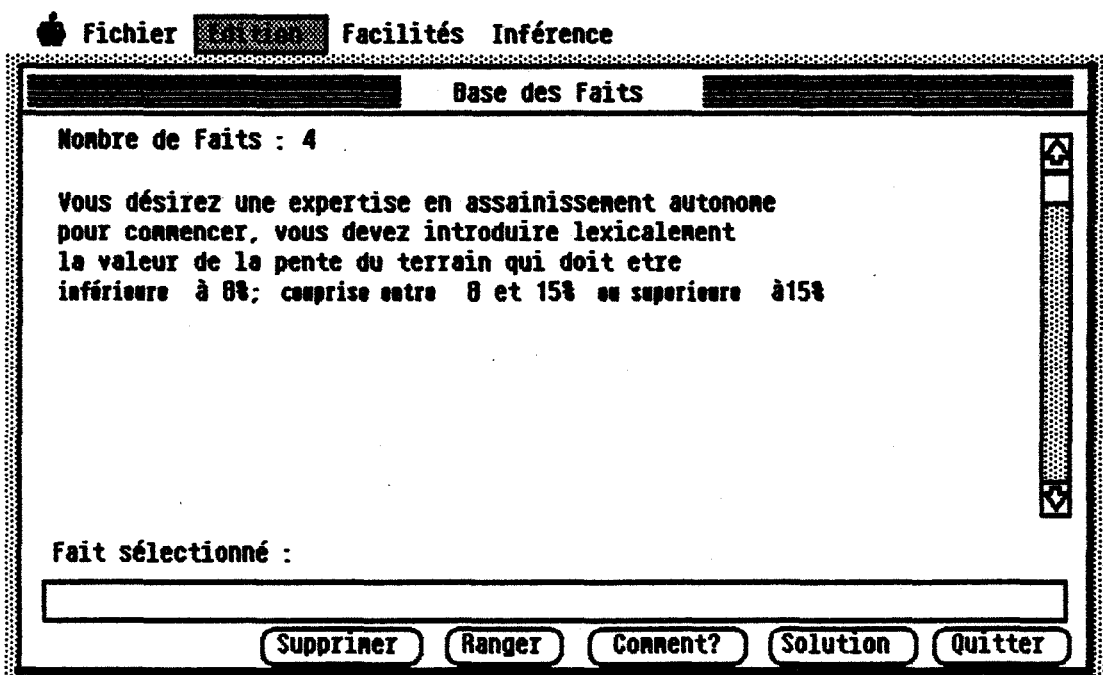 Fichier Edition Facilités Inférence
Base des Faits
Nombre de Faits : 4
Vous désirez une expertise en assainissement autonome
pour commencer, vous devez introduire lexicalement
la valeur de la pente du terrain qui doit etre
inférieure à 8%; comprise entre 8 et 15% ou superieure à15%
Fait sélectionné :
Supprimer Ranger Comment? Solution Quitter